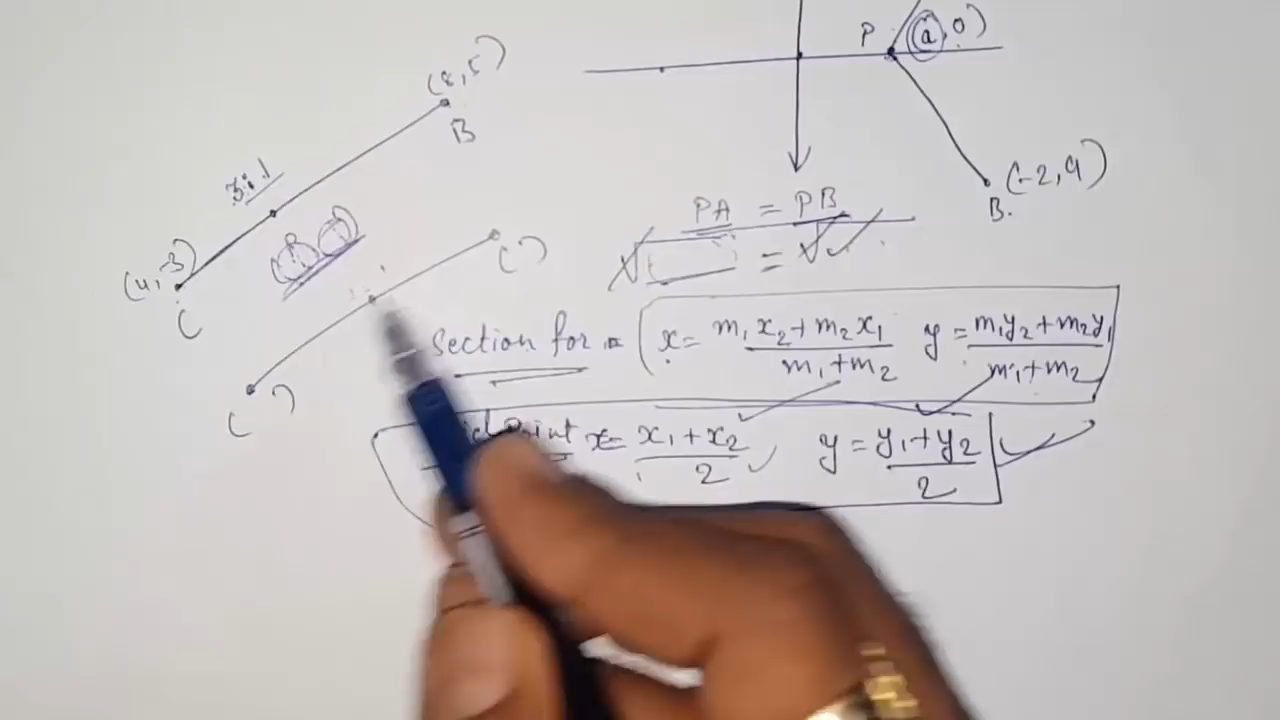 P (a, 0)
(8,5)
B
3:1
(4,-3)
(-2, 9)
B.
PA = PB
√ = √
( )
Section for = x = m₁x₂+m₂x₁ / m₁+m₂ y = m₁y₂+m₂y₁ / m₁+m₂
( )
Point x = x₁+x₂ / 2 y = y₁+y₂ / 2